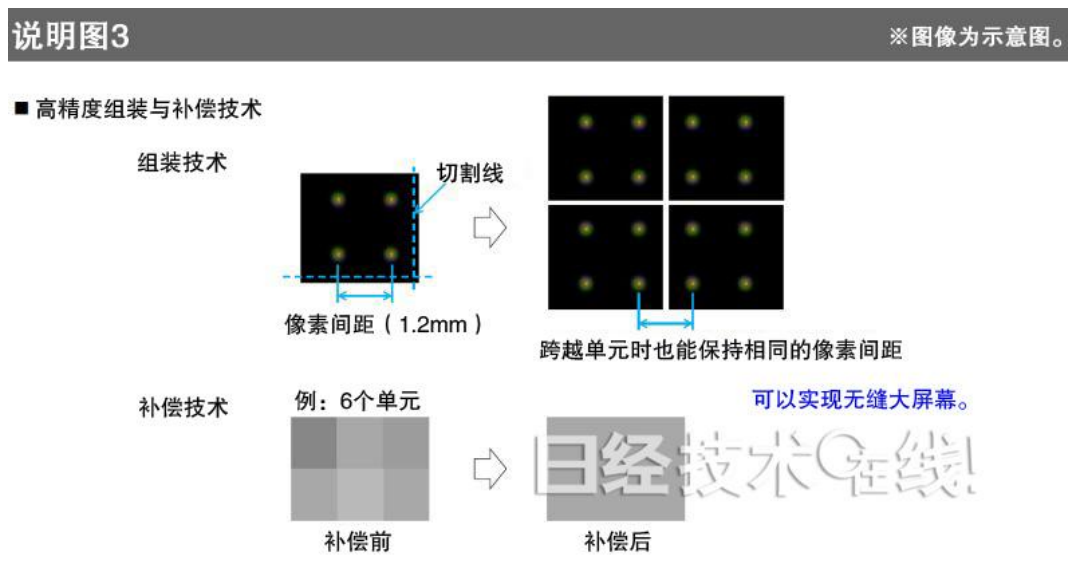 说明图3
※图像为示意图。
■ 高精度组装与补偿技术
组装技术
切割线
像素间距（1.2mm）
跨越单元时也能保持相同的像素间距
补偿技术
例：6个单元
可以实现无缝大屏幕。
日经技术在线!
补偿前
补偿后